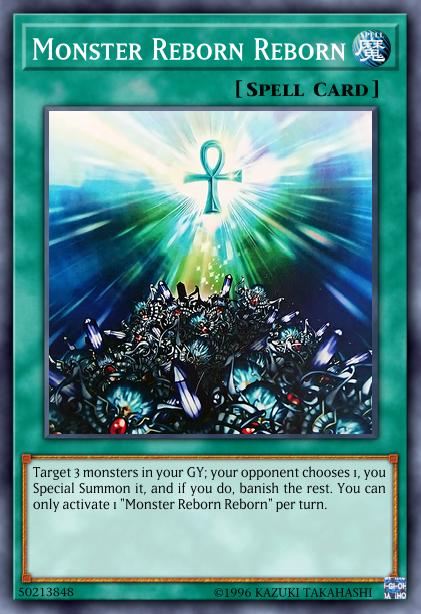 Monster Reborn Reborn
SPELL
魔
[ Spell Card ]
Target 3 monsters in your GY; your opponent chooses 1, you
Special Summon it, and if you do, banish the rest. You can
only activate 1 "Monster Reborn Reborn" per turn.
50213848 ©1996 KAZUKI TAKAHASHI